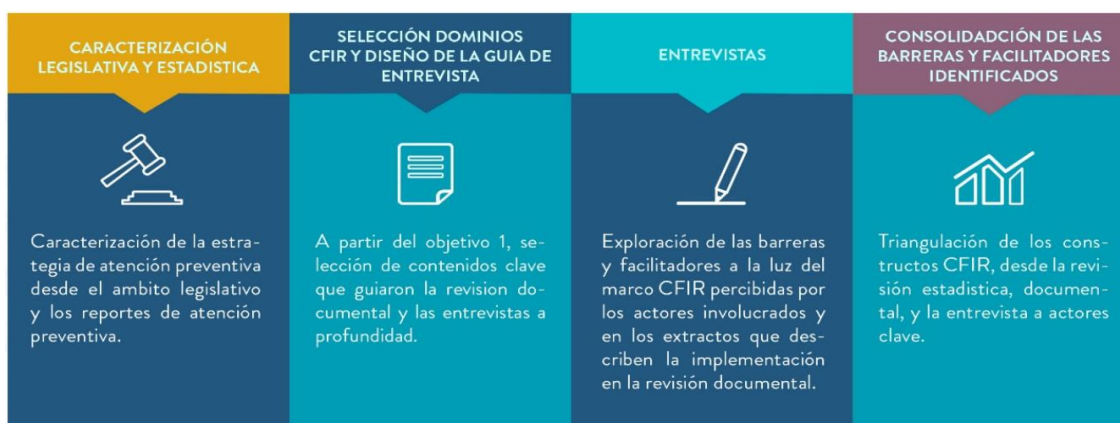 CARACTERIZACIÓN
LEGISLATIVA Y ESTADISTICA
Caracterización de la estra-
tegia de atención preventiva
desde el ambito legislativo
y los reportes de atención
preventiva.
SELECCIÓN DOMINIOS
CFIR Y DISEÑO DE LA GUIA DE
ENTREVISTA
A partir del objetivo 1, se-
lección de contenidos clave
que guiaron la revision do-
cumental y las entrevistas a
profundidad.
ENTREVISTAS
Exploración de las barreras
y facilitadores a la luz del
marco CFIR percibidas por
los actores involucrados y
en los extractos que des-
criben la implementación
en la revisión documental.
CONSOLIDADCIÓN DE LAS
BARRERAS Y FACILITADORES
IDENTIFICADOS
Triangulación de los cons-
tructos CFIR, desde la revi-
sión estadistica, documen-
tal, y la entrevista a actores
clave.